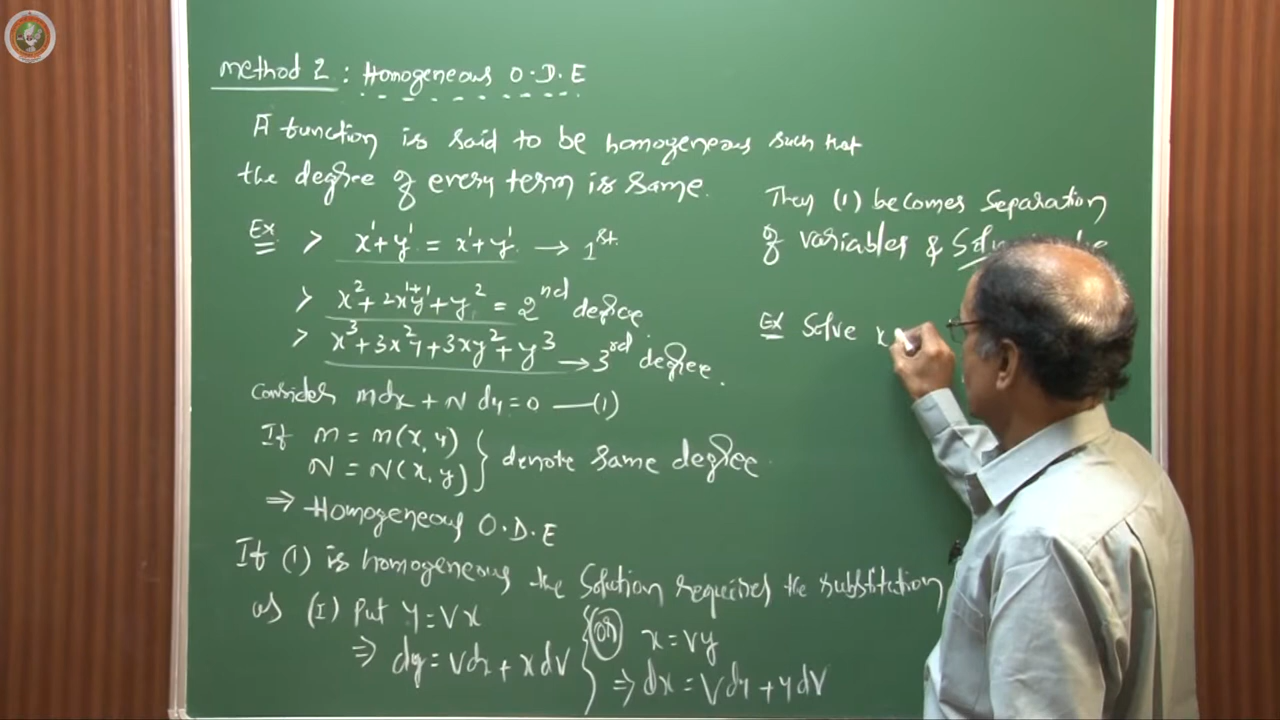 method 2 : Homogeneous O.D.E
A function is said to be homogeneous such that
the degree of every term is same.
Ex > x¹+y¹ = x¹+y¹ → 1st
> x²+2x¹y¹+y² = 2nd degree
> x³+3x²y+3xy²+y³ → 3rd degree.
Consider mdx + N dy = 0 —(1)
If m = m(x,y)
N = N(x,y) } denote same degree.
⇒ Homogeneous O.D.E
If (1) is homogeneous the Solution requires the substitution
as (I) Put y = Vx
⇒ dy = Vdx + x dV
(or) x = Vy
⇒ dx = Vdy + y dV
Then (1) becomes Separation
of variables &
Ex Solve x